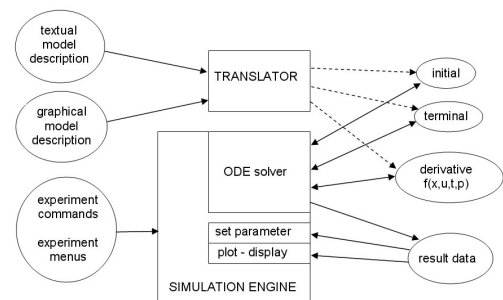 textual
model
description
graphical
model
description
experiment
commands
experiment
menus
TRANSLATOR
ODE solver
set parameter
plot - display
SIMULATION ENGINE
initial
terminal
derivative
f(x,u,t,p)
result data